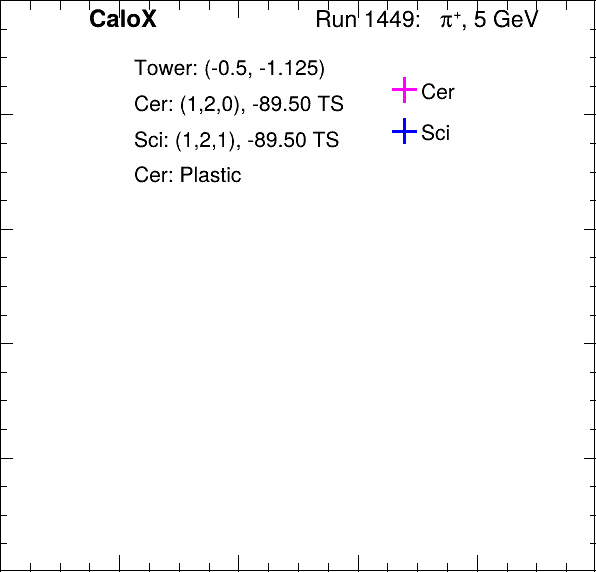 CaloX Run 1449: π+, 5 GeV
Tower: (-0.5, -1.125)
Cer: (1,2,0), -89.50 TS
Sci: (1,2,1), -89.50 TS
Cer: Plastic
Cer
Sci